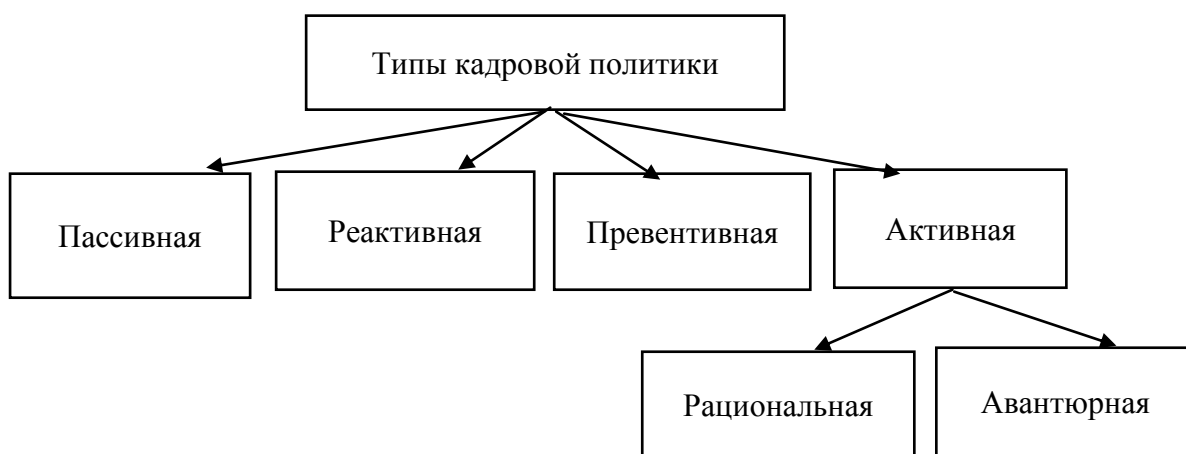 Типы кадровой политики
Пассивная
Реактивная
Превентивная
Активная
Рациональная
Авантюрная